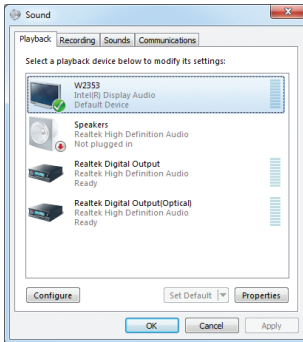 Sound
Playback Recording Sounds Communications
Select a playback device below to modify its settings:
W2353
Intel(R) Display Audio
Default Device
Speakers
Realtek High Definition Audio
Not plugged in
Realtek Digital Output
Realtek High Definition Audio
Ready
Realtek Digital Output(Optical)
Realtek High Definition Audio
Ready
Configure Set Default Properties
OK Cancel Apply